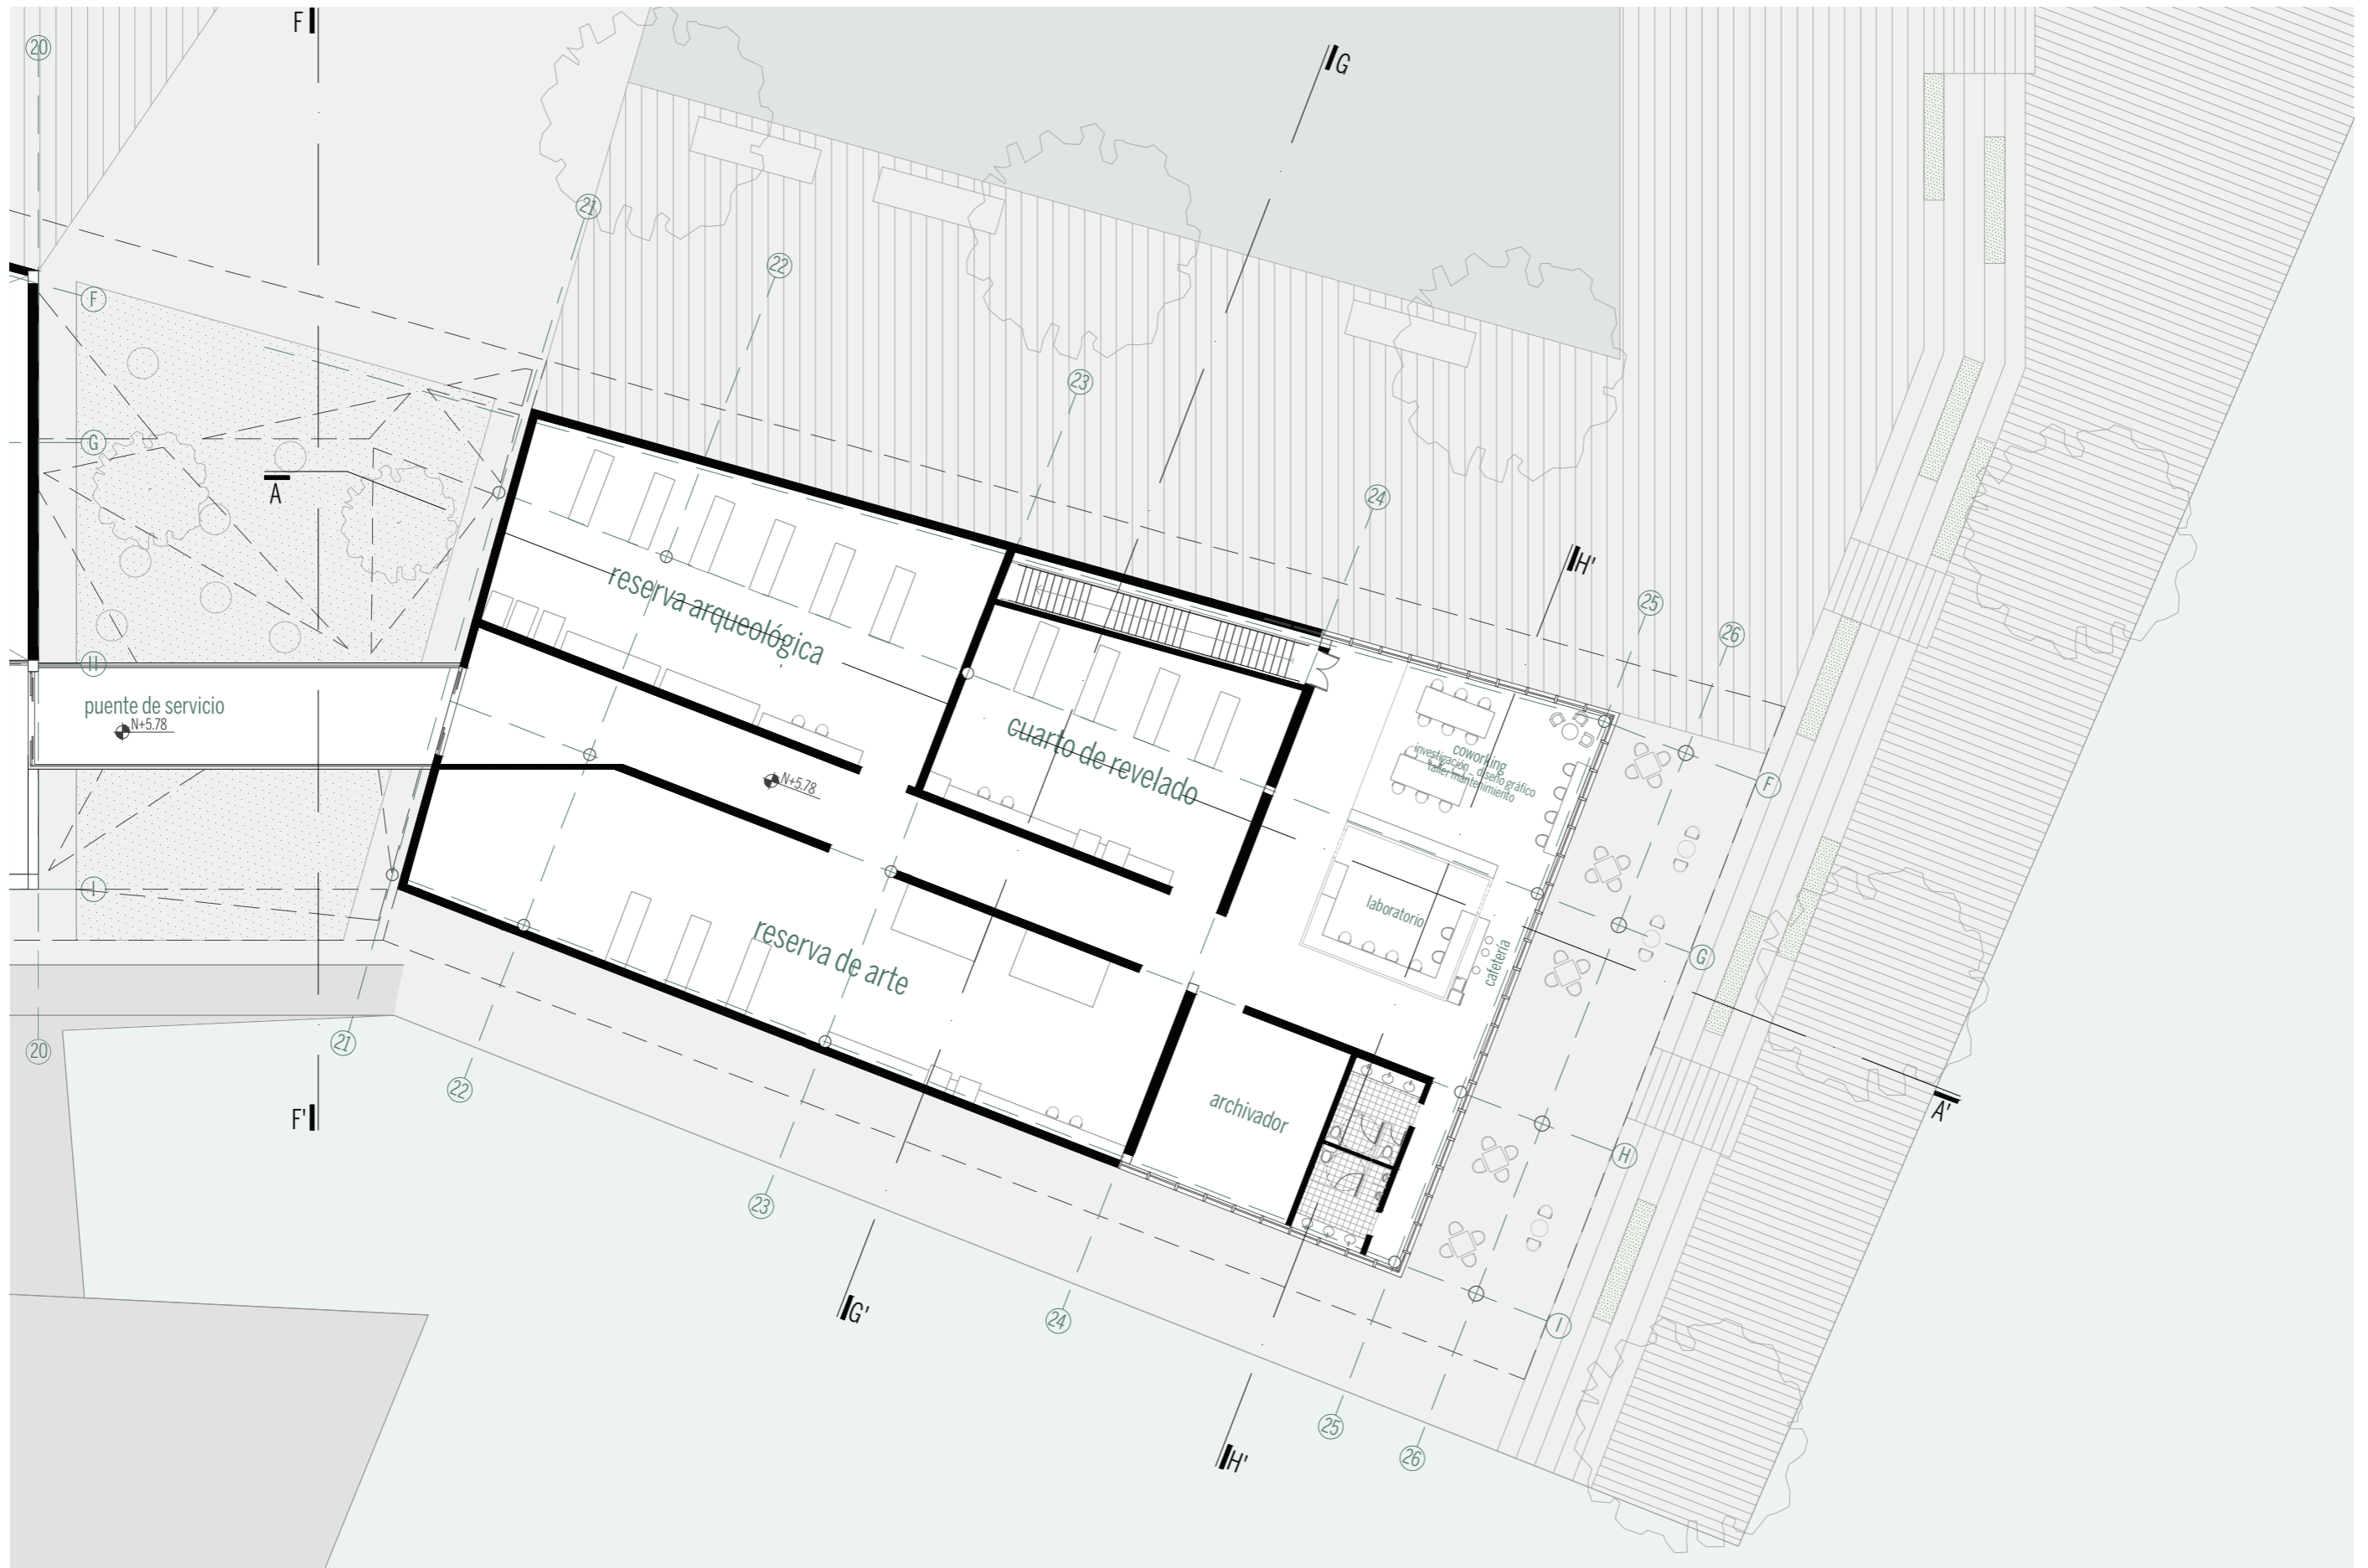 F
20
G
21
22
F
23
G
24
A
H'
25
reserva arqueológica
26
II
puente de servicio
N+5.78
cuarto de revelado
coworking
investigación _ diseño gráfico
taller mantenimiento
N+5.78
F
I
laboratorio
reserva de arte
cafetería
G
20
21
22
F'
archivador
A'
H
23
G'
24
I
25
26
H'